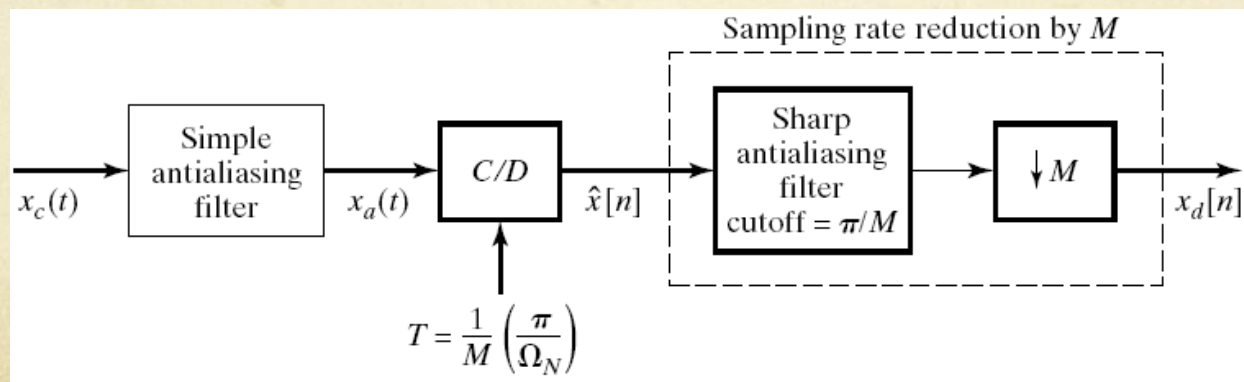 Sampling rate reduction by M
Simple
antialiasing
filter
C/D
Sharp
antialiasing
filter
cutoff = π/M
↓M
x_c(t)
x_a(t)
x̂[n]
x_d[n]
T = 1/M (π/Ω_N)